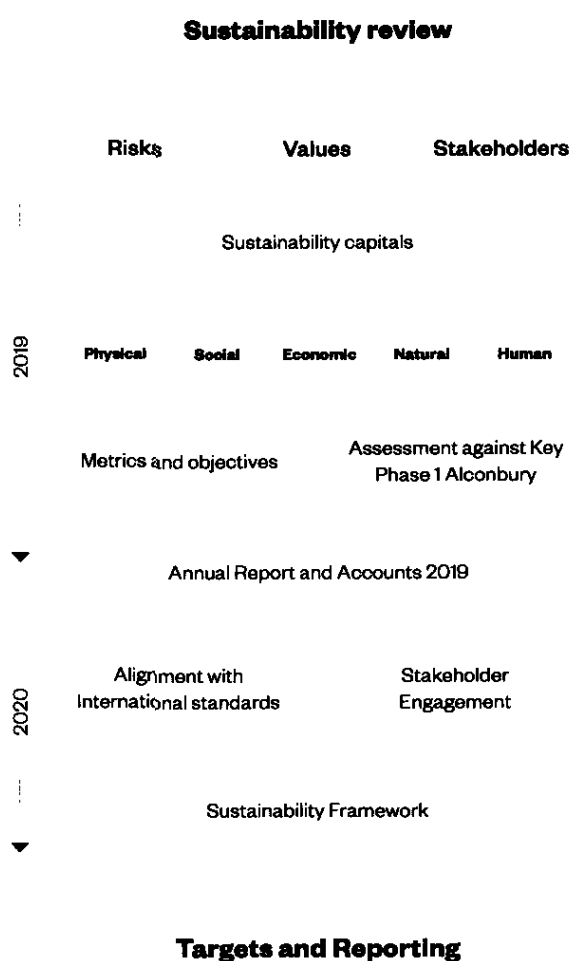 Sustainability review
Risks Values Stakeholders
Sustainability capitals
2019
Physical Social Economic Natural Human
Metrics and objectives
Assessment against Key
Phase 1 Alconbury
Annual Report and Accounts 2019
2020
Alignment with
International standards
Stakeholder
Engagement
Sustainability Framework
Targets and Reporting